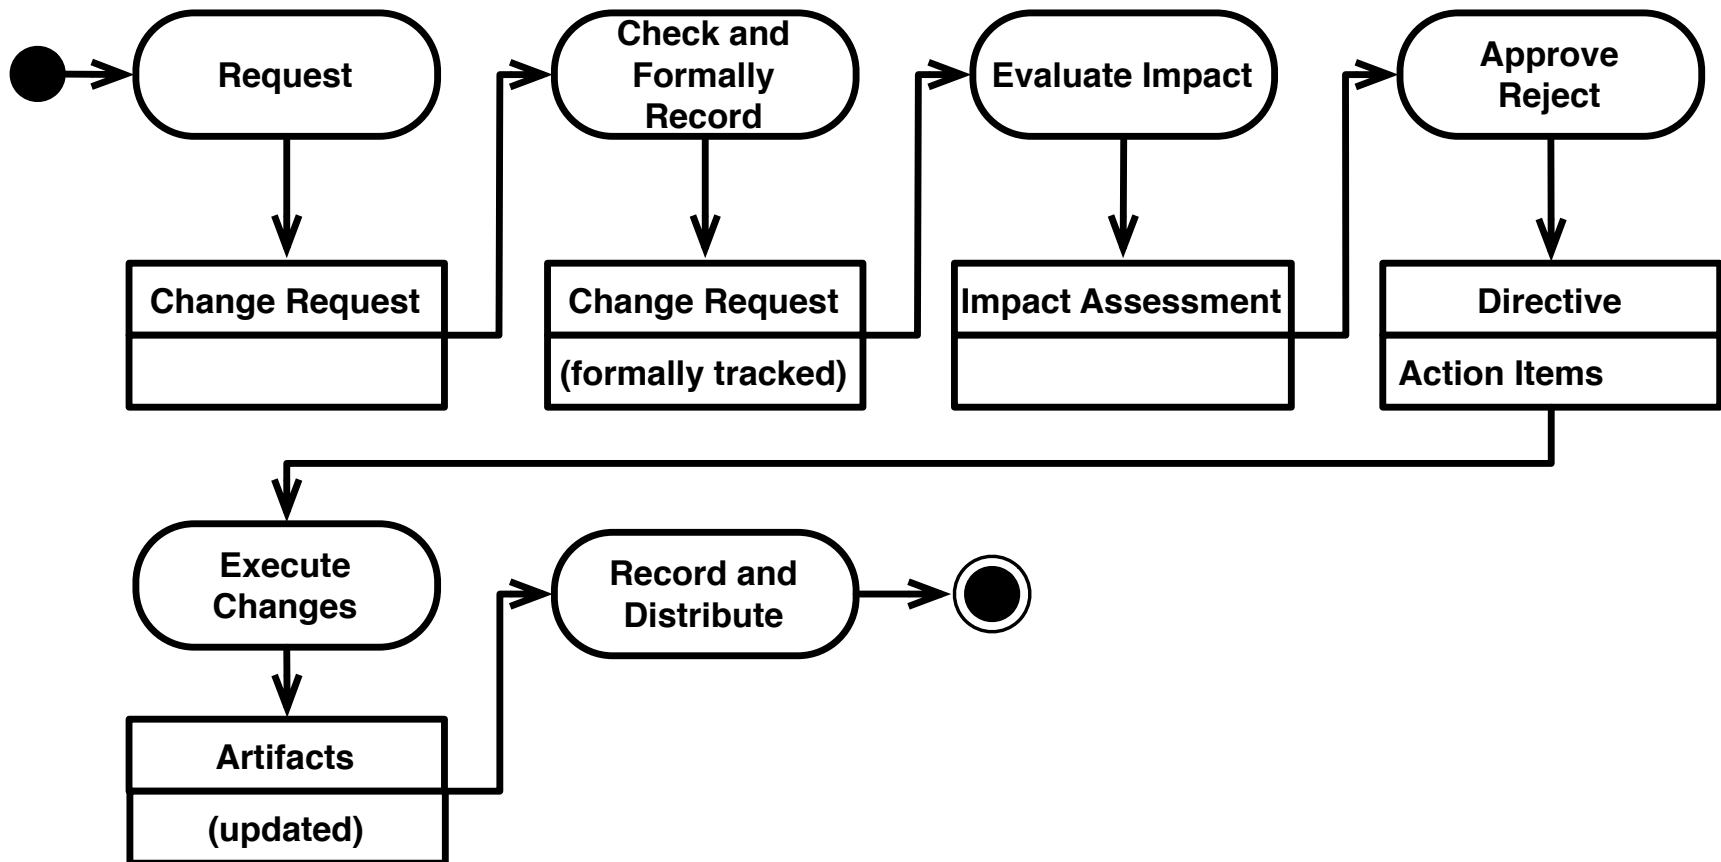 Request
Check and
Formally
Record
Evaluate Impact
Approve
Reject
Change Request
Change Request
(formally tracked)
Impact Assessment
Directive
Action Items
Execute
Changes
Record and
Distribute
Artifacts
(updated)